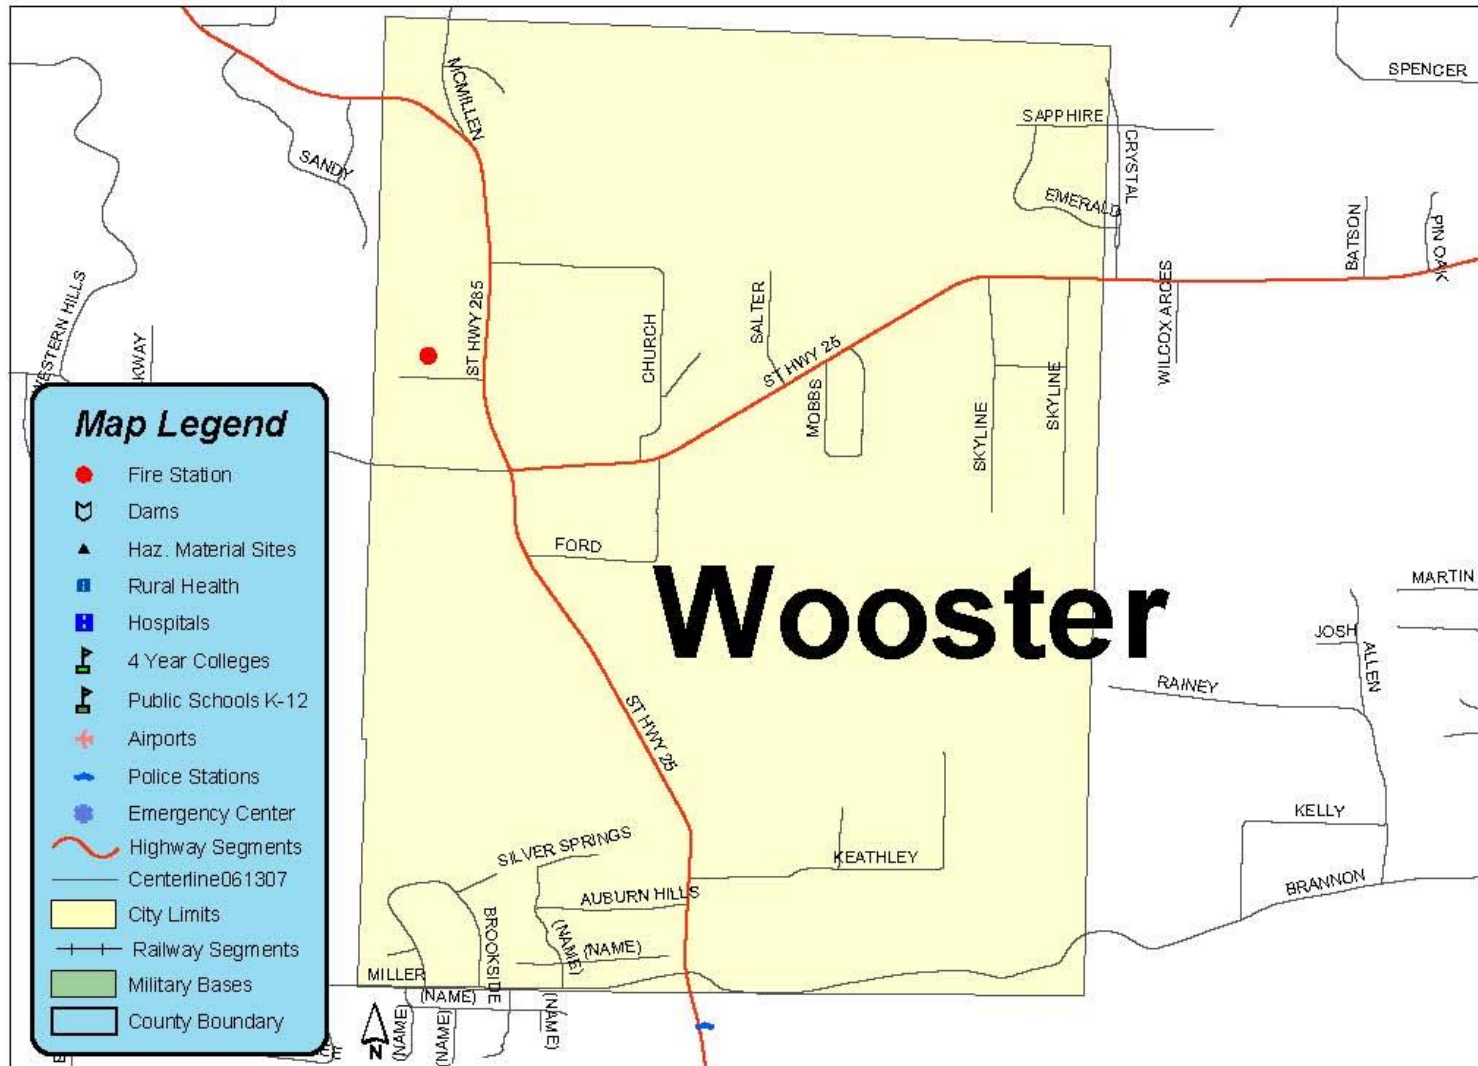 SPENCER
MCMILLEN
SAPPHIRE
SANDY
CRYSTAL
EMERALD
BATSON
PIN OAK
WESTERN HILLS
KWAY
ST HWY 285
CHURCH
SALTER
ST HWY 25
MOBBS
SKYLINE
SKYLINE
WILCOX ARCES
FORD
Wooster
MARTIN
JOSH
ALLEN
RAINEY
ST HWY 25
KELLY
BRANNON
KEATHLEY
SILVER SPRINGS
AUBURN HILLS
BROOKSIDE
(NAME)
(NAME)
MILLER
(NAME)
(NAME)
(NAME)
(NAME)
N
Map Legend
Fire Station
Dams
Haz. Material Sites
Rural Health
Hospitals
4 Year Colleges
Public Schools K-12
Airports
Police Stations
Emergency Center
Highway Segments
Centerline061307
City Limits
Railway Segments
Military Bases
County Boundary